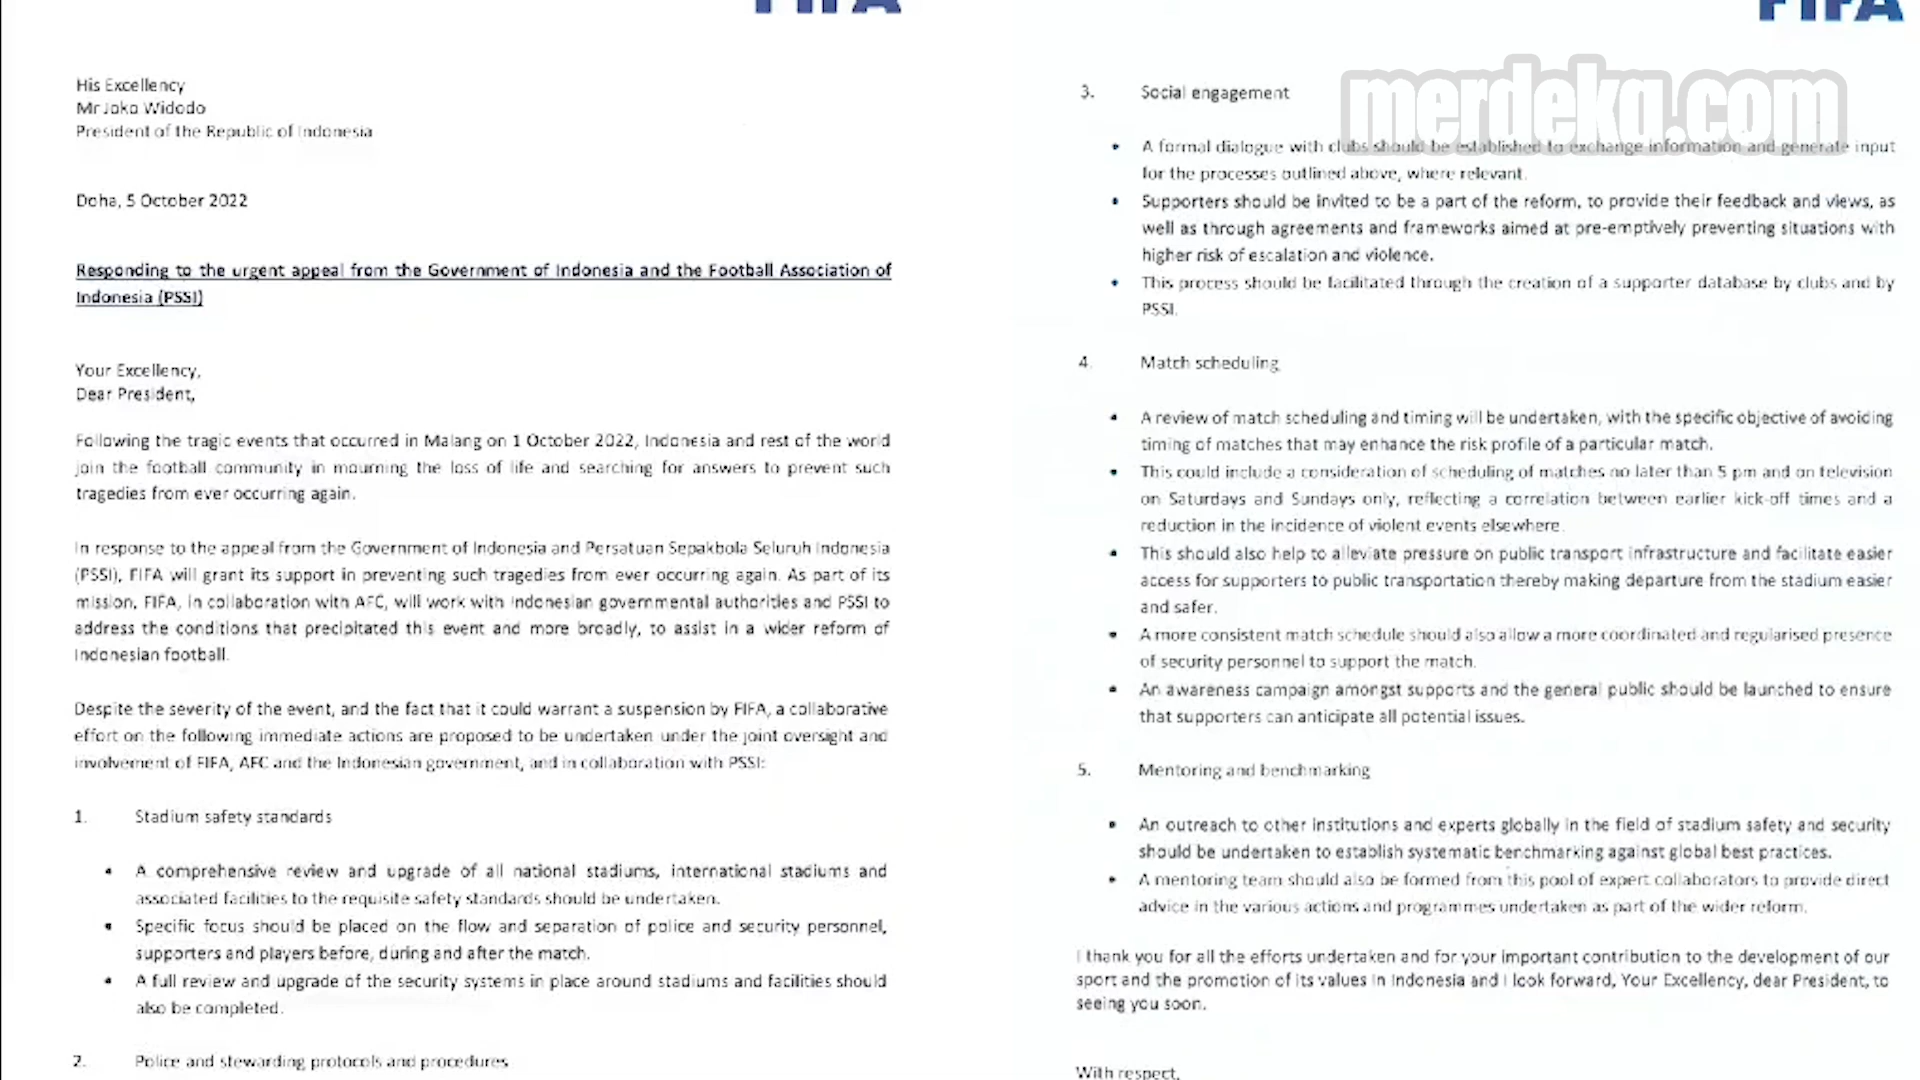 FIFA
His Excellency
Mr Joko Widodo
President of the Republic of Indonesia
Doha, 5 October 2022
Responding to the urgent appeal from the Government of Indonesia and the Football Association of
Indonesia (PSSI)
Your Excellency,
Dear President,
Following the tragic events that occurred in Malang on 1 October 2022, Indonesia and rest of the world
join the football community in mourning the loss of life and searching for answers to prevent such
tragedies from ever occurring again.
In response to the appeal from the Government of Indonesia and Persatuan Sepakbola Seluruh Indonesia
(PSSI), FIFA will grant its support in preventing such tragedies from ever occurring again. As part of its
mission, FIFA, in collaboration with AFC, will work with Indonesian governmental authorities and PSSI to
address the conditions that precipitated this event and more broadly, to assist in a wider reform of
Indonesian football.
Despite the severity of the event, and the fact that it could warrant a suspension by FIFA, a collaborative
effort on the following immediate actions are proposed to be undertaken under the joint oversight and
involvement of FIFA, AFC and the Indonesian government, and in collaboration with PSSI:
1. Stadium safety standards
• A comprehensive review and upgrade of all national stadiums, international stadiums and
associated facilities to the requisite safety standards should be undertaken.
• Specific focus should be placed on the flow and separation of police and security personnel,
supporters and players before, during and after the match.
• A full review and upgrade of the security systems in place around stadiums and facilities should
also be completed.
2. Police and stewarding protocols and procedures
FIFA
merdeka.com
3. Social engagement
• A formal dialogue with clubs should be established to exchange information and generate input
for the processes outlined above, where relevant.
• Supporters should be invited to be a part of the reform, to provide their feedback and views, as
well as through agreements and frameworks aimed at pre-emptively preventing situations with
higher risk of escalation and violence.
• This process should be facilitated through the creation of a supporter database by clubs and by
PSSI.
4. Match scheduling
• A review of match scheduling and timing will be undertaken, with the specific objective of avoiding
timing of matches that may enhance the risk profile of a particular match.
• This could include a consideration of scheduling of matches no later than 5 pm and on television
on Saturdays and Sundays only, reflecting a correlation between earlier kick-off times and a
reduction in the incidence of violent events elsewhere.
• This should also help to alleviate pressure on public transport infrastructure and facilitate easier
access for supporters to public transportation thereby making departure from the stadium easier
and safer.
• A more consistent match schedule should also allow a more coordinated and regularised presence
of security personnel to support the match.
• An awareness campaign amongst supports and the general public should be launched to ensure
that supporters can anticipate all potential issues.
5. Mentoring and benchmarking
• An outreach to other institutions and experts globally in the field of stadium safety and security
should be undertaken to establish systematic benchmarking against global best practices.
• A mentoring team should also be formed from this pool of expert collaborators to provide direct
advice in the various actions and programmes undertaken as part of the wider reform.
I thank you for all the efforts undertaken and for your important contribution to the development of our
sport and the promotion of its values in Indonesia and I look forward, Your Excellency, dear President, to
seeing you soon.
With respect,